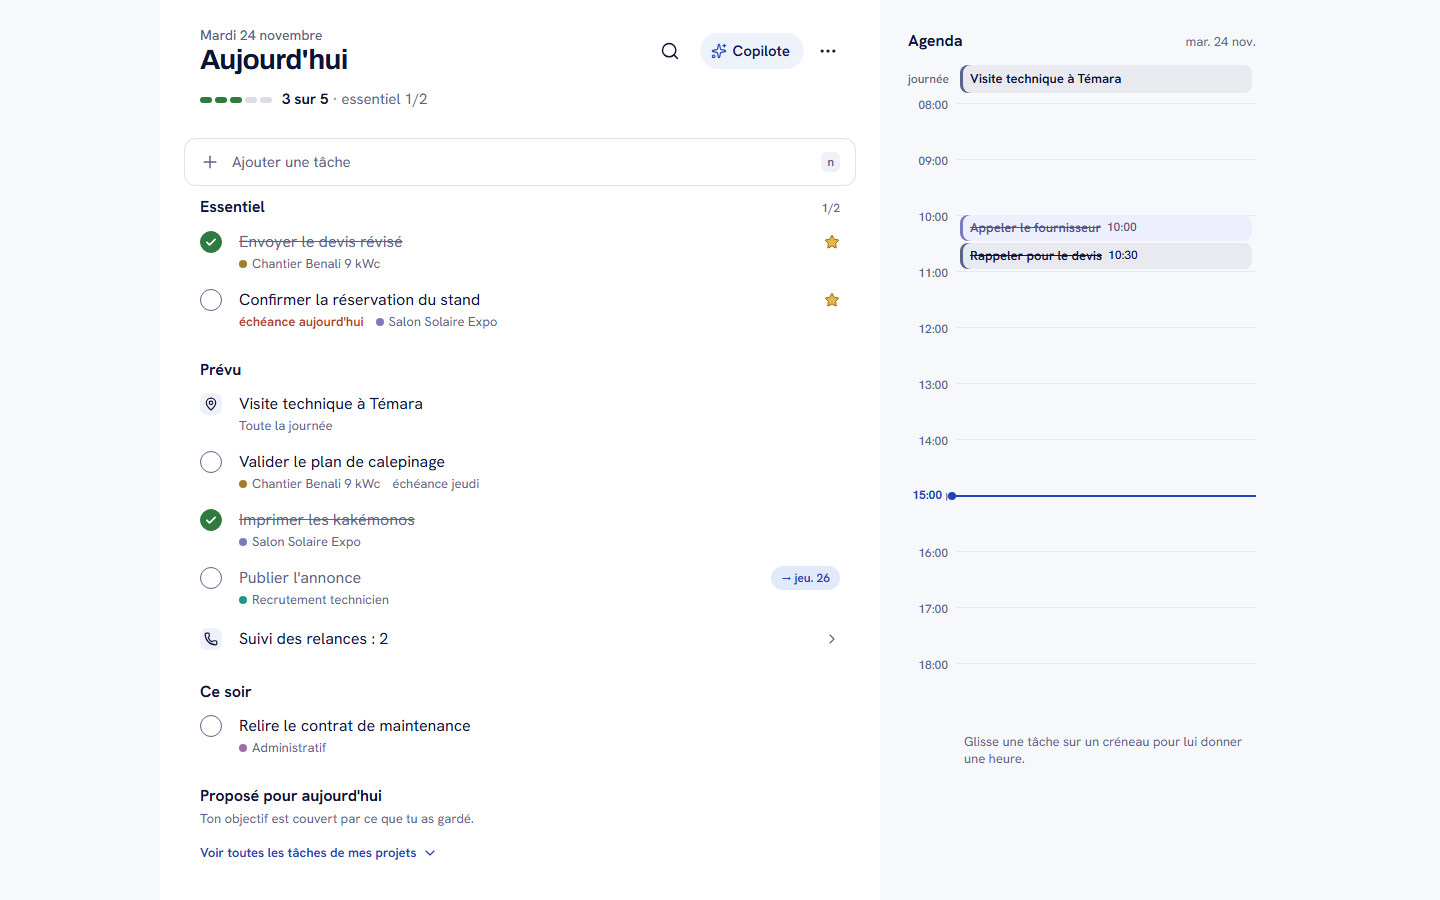 Mardi 24 novembre
Aujourd'hui
Copilote
3 sur 5 · essentiel 1/2
Ajouter une tâche
n
Essentiel
1/2
Envoyer le devis révisé
Chantier Benali 9 kWc
Confirmer la réservation du stand
échéance aujourd'hui Salon Solaire Expo
Prévu
Visite technique à Témara
Toute la journée
Valider le plan de calepinage
Chantier Benali 9 kWc échéance jeudi
Imprimer les kakémonos
Salon Solaire Expo
Publier l'annonce
→ jeu. 26
Recrutement technicien
Suivi des relances : 2
Ce soir
Relire le contrat de maintenance
Administratif
Proposé pour aujourd'hui
Ton objectif est couvert par ce que tu as gardé.
Voir toutes les tâches de mes projets
Agenda
mar. 24 nov.
journée
Visite technique à Témara
08:00
09:00
10:00
Appeler le fournisseur 10:00
Rappeler pour le devis 10:30
11:00
12:00
13:00
14:00
15:00
16:00
17:00
18:00
Glisse une tâche sur un créneau pour lui donner
une heure.